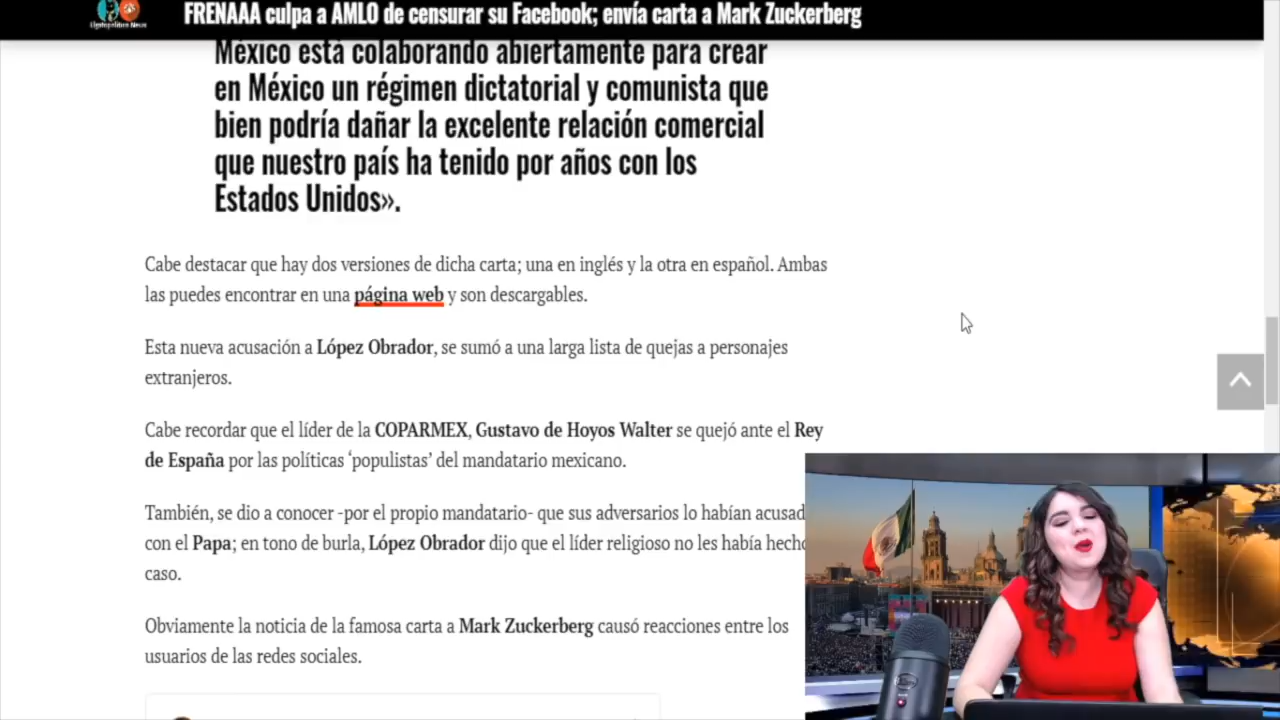 FRENAAA culpa a AMLO de censurar su Facebook; envía carta a Mark Zuckerberg
México está colaborando abiertamente para crear
en México un régimen dictatorial y comunista que
bien podría dañar la excelente relación comercial
que nuestro país ha tenido por años con los
Estados Unidos».
Cabe destacar que hay dos versiones de dicha carta; una en inglés y la otra en español. Ambas
las puedes encontrar en una página web y son descargables.
Esta nueva acusación a López Obrador, se sumó a una larga lista de quejas a personajes
extranjeros.
Cabe recordar que el líder de la COPARMEX, Gustavo de Hoyos Walter se quejó ante el Rey
de España por las políticas ‘populistas’ del mandatario mexicano.
También, se dio a conocer -por el propio mandatario- que sus adversarios lo habían acusad
con el Papa; en tono de burla, López Obrador dijo que el líder religioso no les había hecho
caso.
Obviamente la noticia de la famosa carta a Mark Zuckerberg causó reacciones entre los
usuarios de las redes sociales.